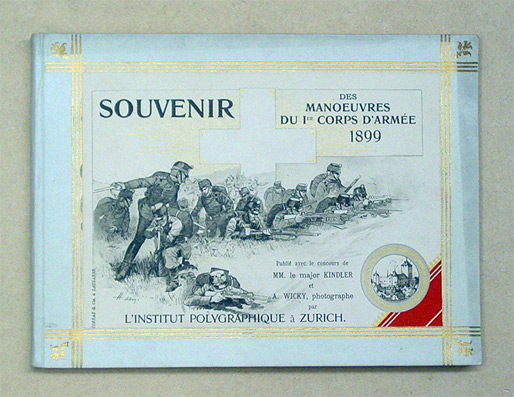 SOUVENIR
DES
MANOEUVRES
DU Iᵉʳ CORPS D'ARMÉE
1899
Publié avec le concours de
MM. le major KINDLER
et
A. WICKY, photographe
par
L'INSTITUT POLYGRAPHIQUE à ZURICH.